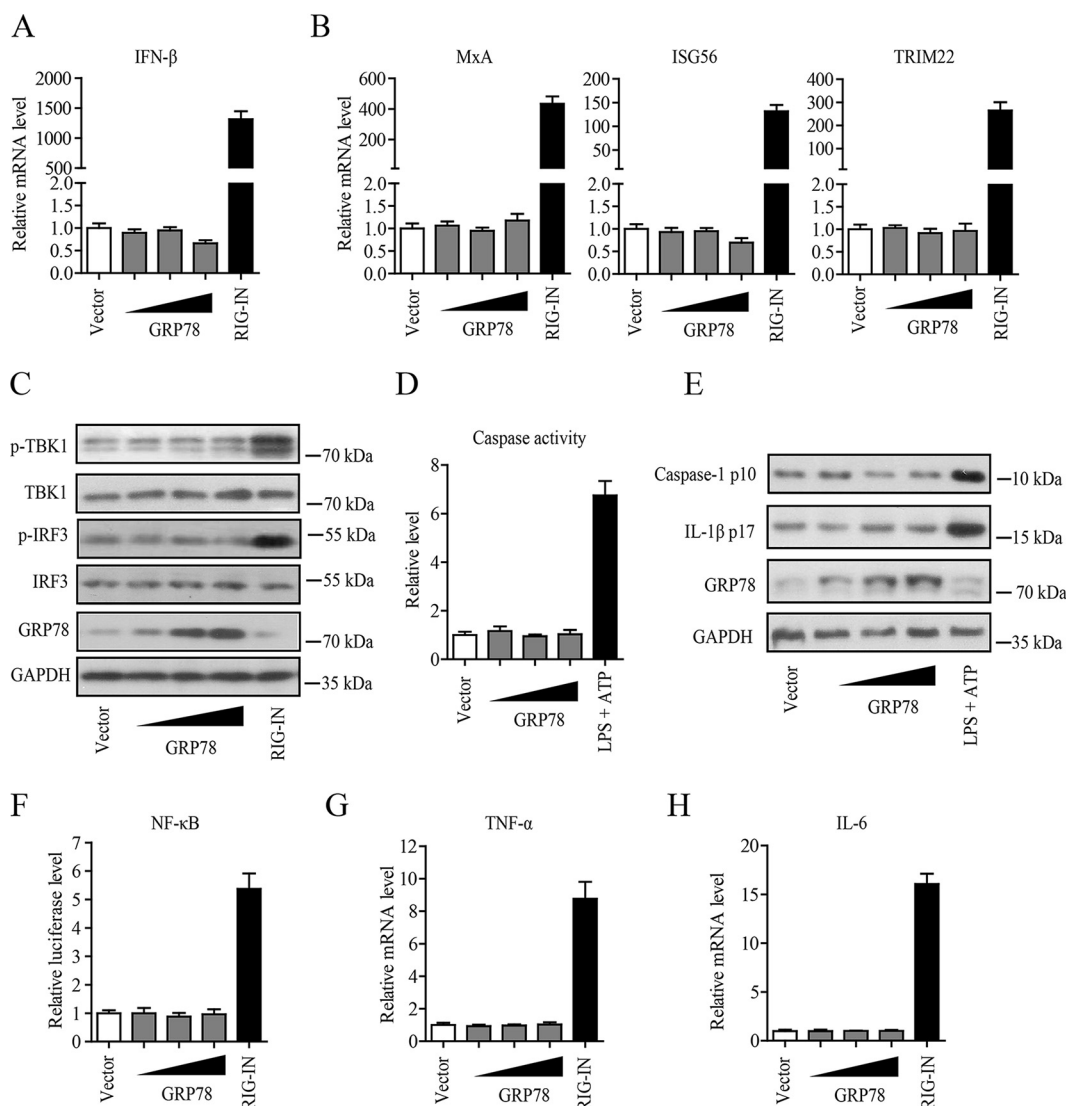 A
IFN-β
Relative mRNA level
2000
1500
1000
500
2.0
1.5
1.0
0.5
0.0
Vector
GRP78
RIG-IN
B
MxA
Relative mRNA level
600
400
200
2.0
1.5
1.0
0.5
0.0
Vector
GRP78
RIG-IN
ISG56
200
150
100
50
2.0
1.5
1.0
0.5
0.0
Vector
GRP78
RIG-IN
TRIM22
400
300
200
100
2.0
1.5
1.0
0.5
0.0
Vector
GRP78
RIG-IN
C
p-TBK1
70 kDa
TBK1
70 kDa
p-IRF3
55 kDa
IRF3
55 kDa
GRP78
70 kDa
GAPDH
35 kDa
Vector
GRP78
RIG-IN
D
Caspase activity
Relative level
8
6
4
2
0
Vector
GRP78
LPS + ATP
E
Caspase-1 p10
10 kDa
IL-1β p17
15 kDa
GRP78
70 kDa
GAPDH
35 kDa
Vector
GRP78
LPS + ATP
F
NF-κB
Relative luciferase level
7
6
5
4
3
2
1
0
Vector
GRP78
RIG-IN
G
TNF-α
Relative mRNA level
12
10
8
6
4
2
0
Vector
GRP78
RIG-IN
H
IL-6
Relative mRNA level
20
15
10
5
0
Vector
GRP78
RIG-IN